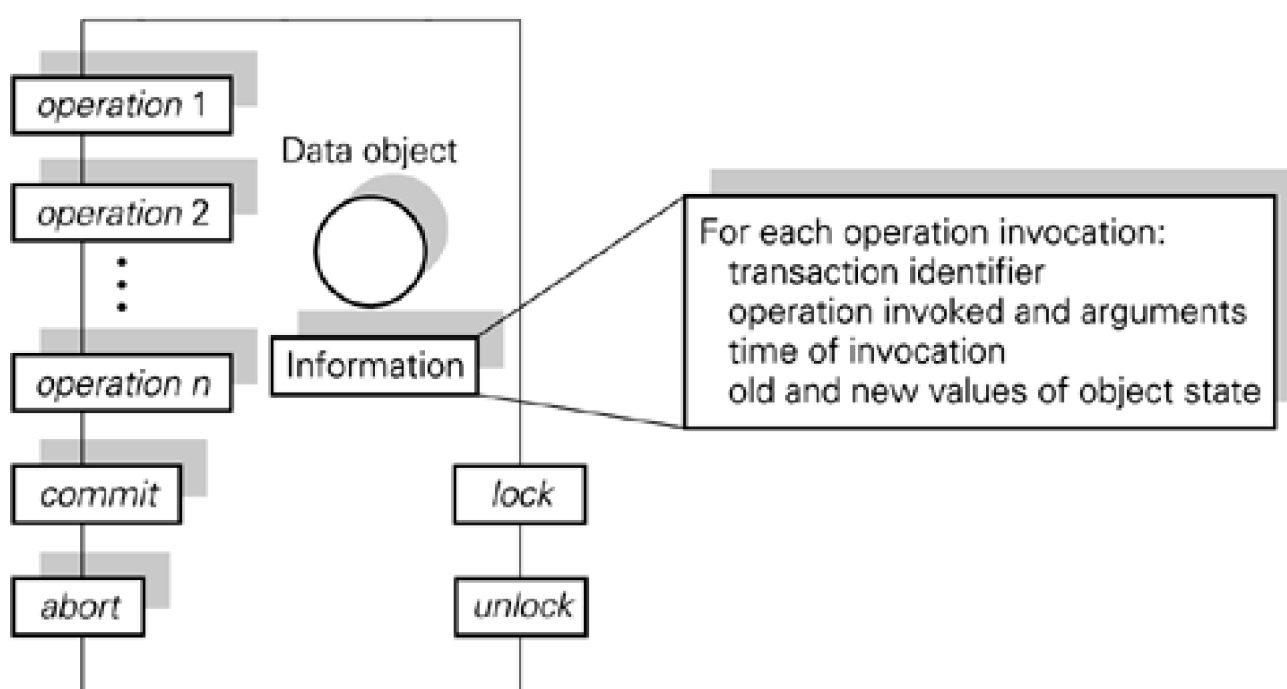 operation 1
Data object
operation 2
For each operation invocation:
transaction identifier
operation invoked and arguments
time of invocation
old and new values of object state
Information
operation n
commit
lock
abort
unlock